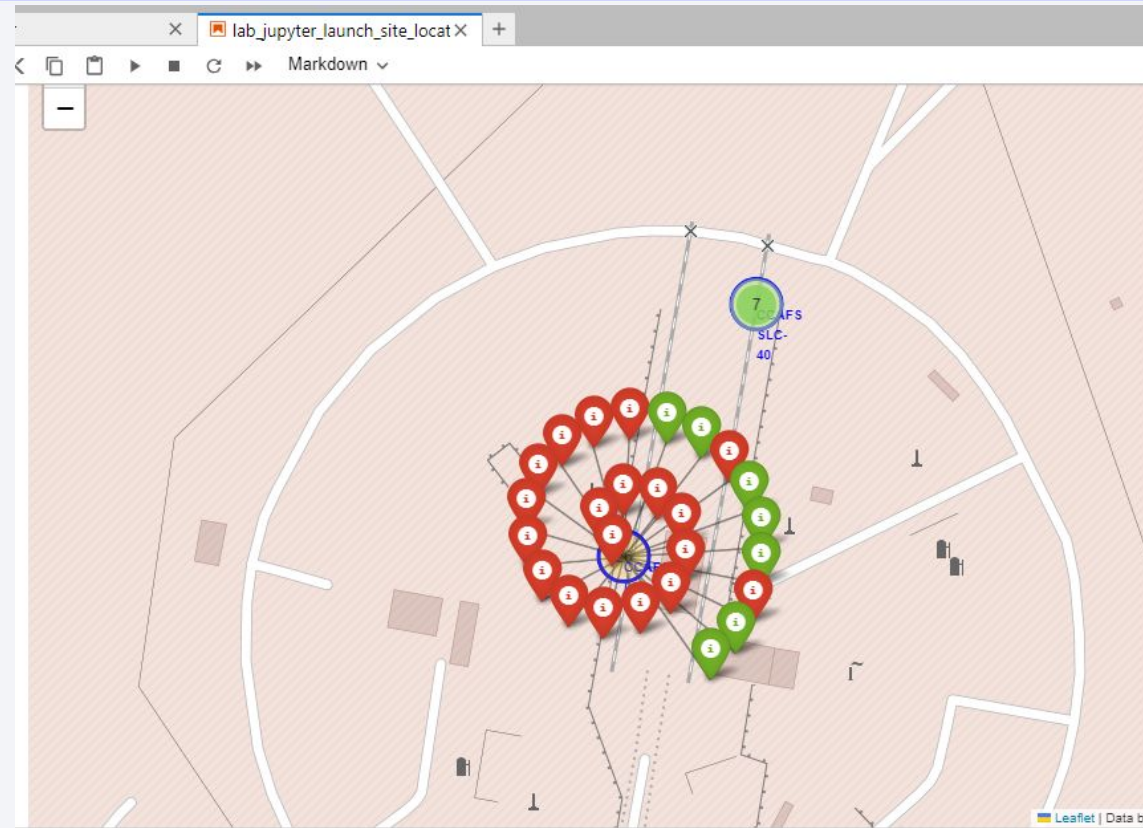 lab_jupyter_launch_site_locat
Markdown
7
CCAFS
SLC-
40
Leaflet | Data b